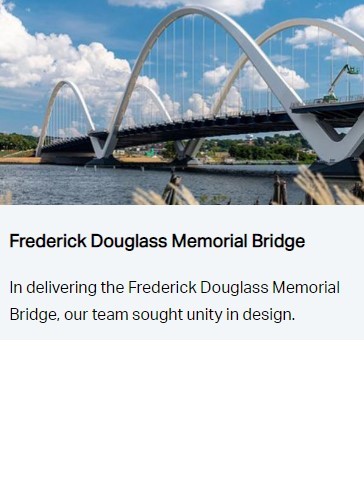 Frederick Douglass Memorial Bridge
In delivering the Frederick Douglass Memorial
Bridge, our team sought unity in design.